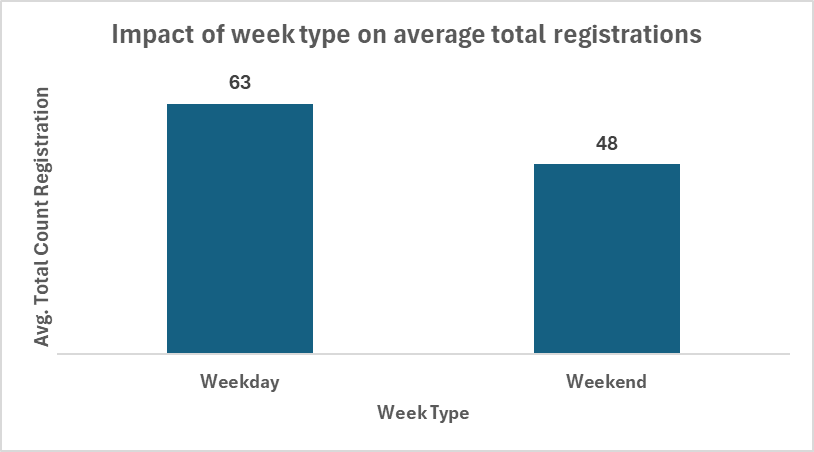 Impact of week type on average total registrations
63
48
Avg. Total Count Registration
Weekday
Weekend
Week Type